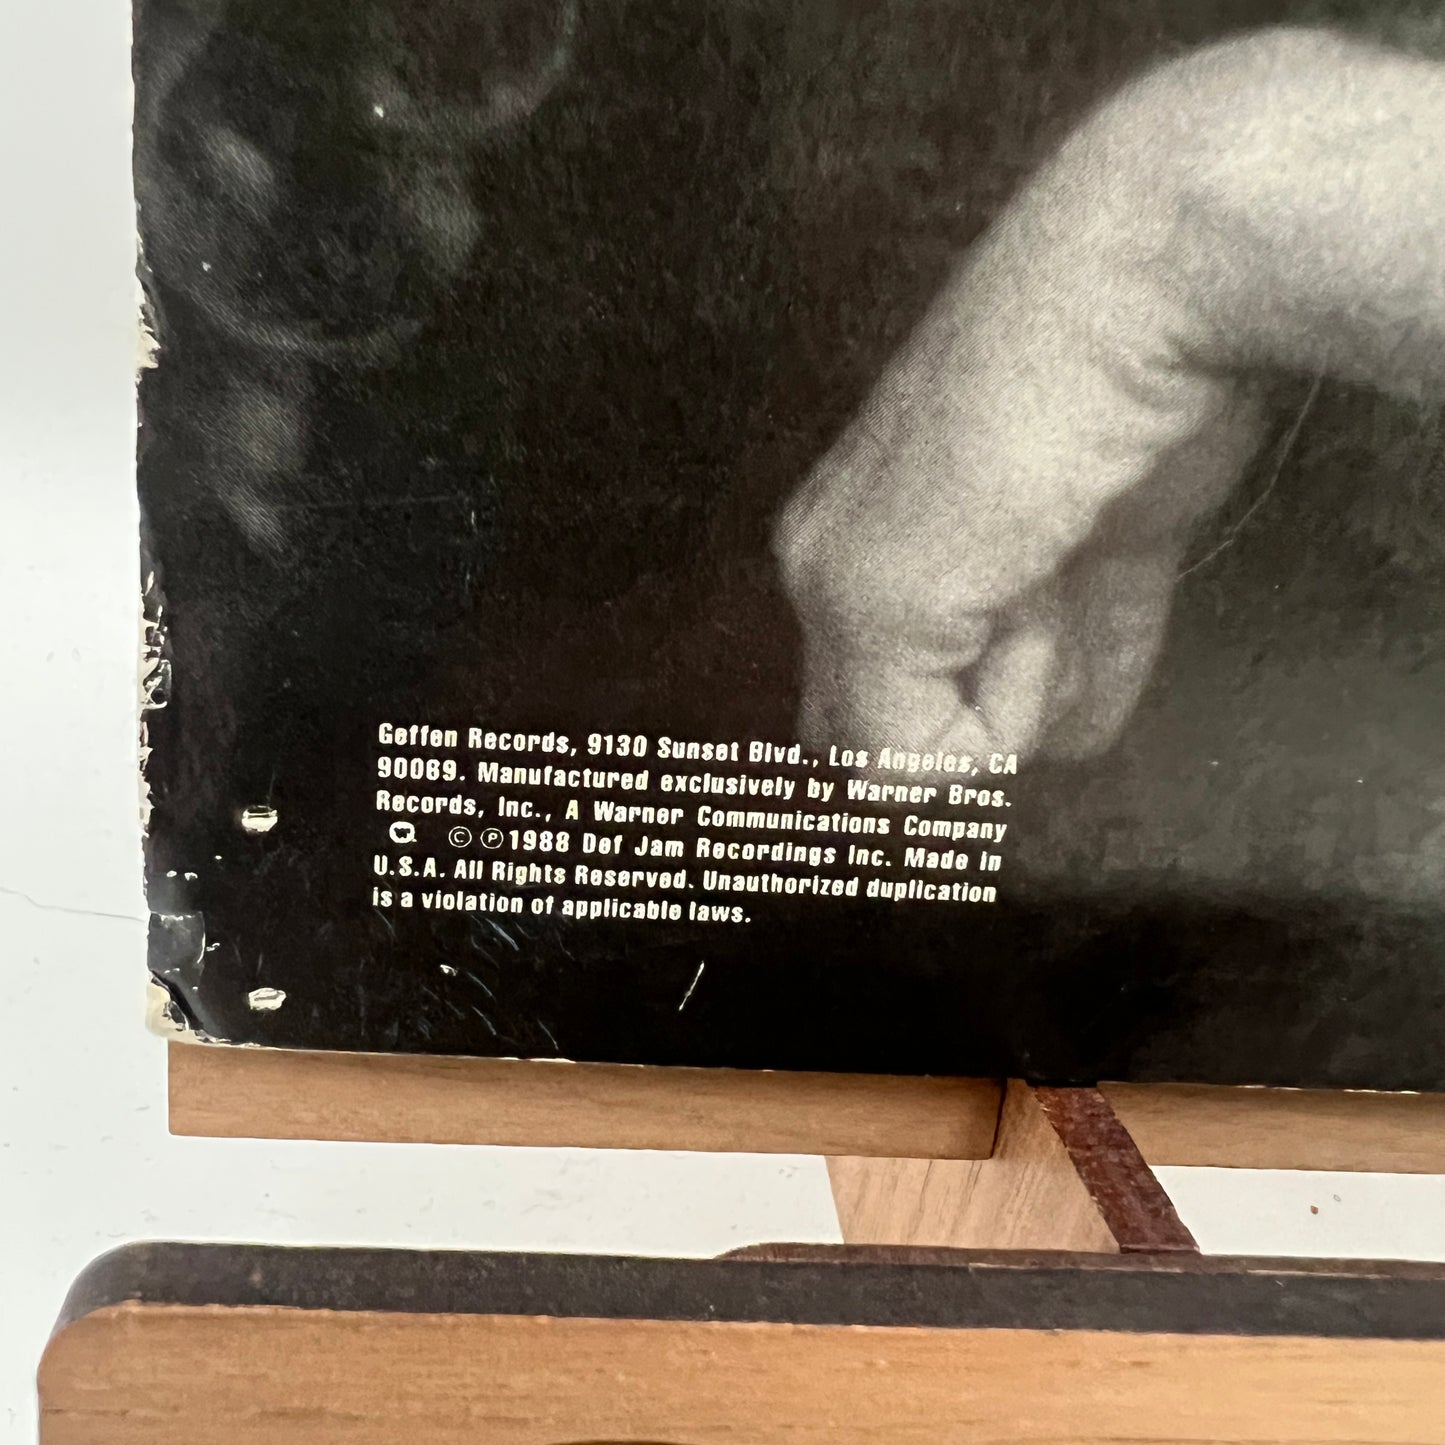 Geffen Records, 9130 Sunset Blvd., Los Angeles, CA
90069. Manufactured exclusively by Warner Bros.
Records, Inc., A Warner Communications Company
© ℗ 1988 Def Jam Recordings Inc. Made in
U.S.A. All Rights Reserved. Unauthorized duplication
is a violation of applicable laws.